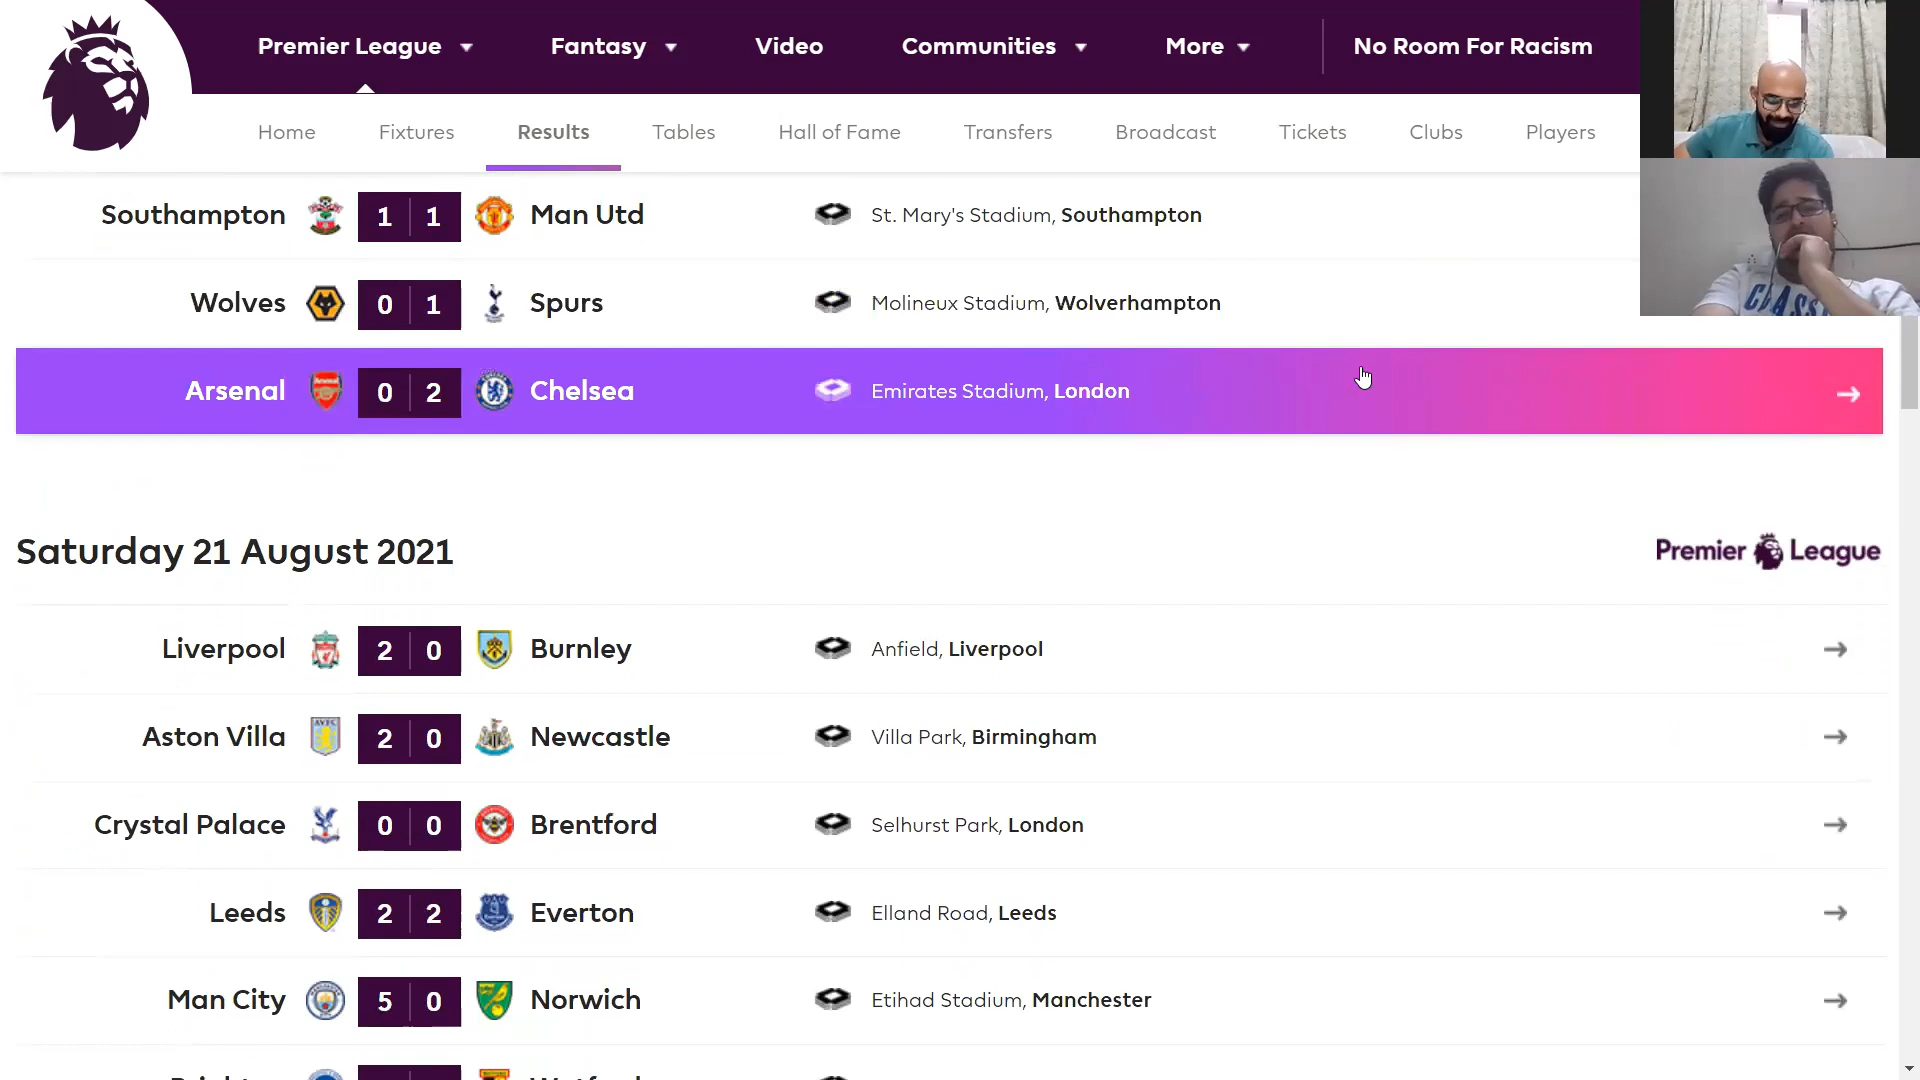 Premier League Fantasy Video Communities More No Room For Racism
Home Fixtures Results Tables Hall of Fame Transfers Broadcast Tickets Clubs Players
Southampton 1 1 Man Utd St. Mary's Stadium, Southampton
Wolves 0 1 Spurs Molineux Stadium, Wolverhampton
Arsenal 0 2 Chelsea Emirates Stadium, London
Saturday 21 August 2021
Premier League
Liverpool 2 0 Burnley Anfield, Liverpool
Aston Villa 2 0 Newcastle Villa Park, Birmingham
Crystal Palace 0 0 Brentford Selhurst Park, London
Leeds 2 2 Everton Elland Road, Leeds
Man City 5 0 Norwich Etihad Stadium, Manchester